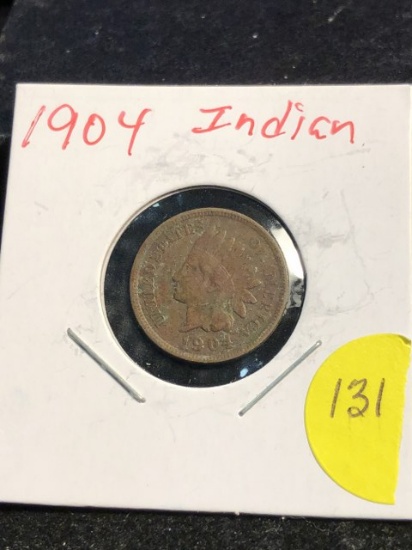 1904 Indian
UNITED STATES OF AMERICA
1904
131